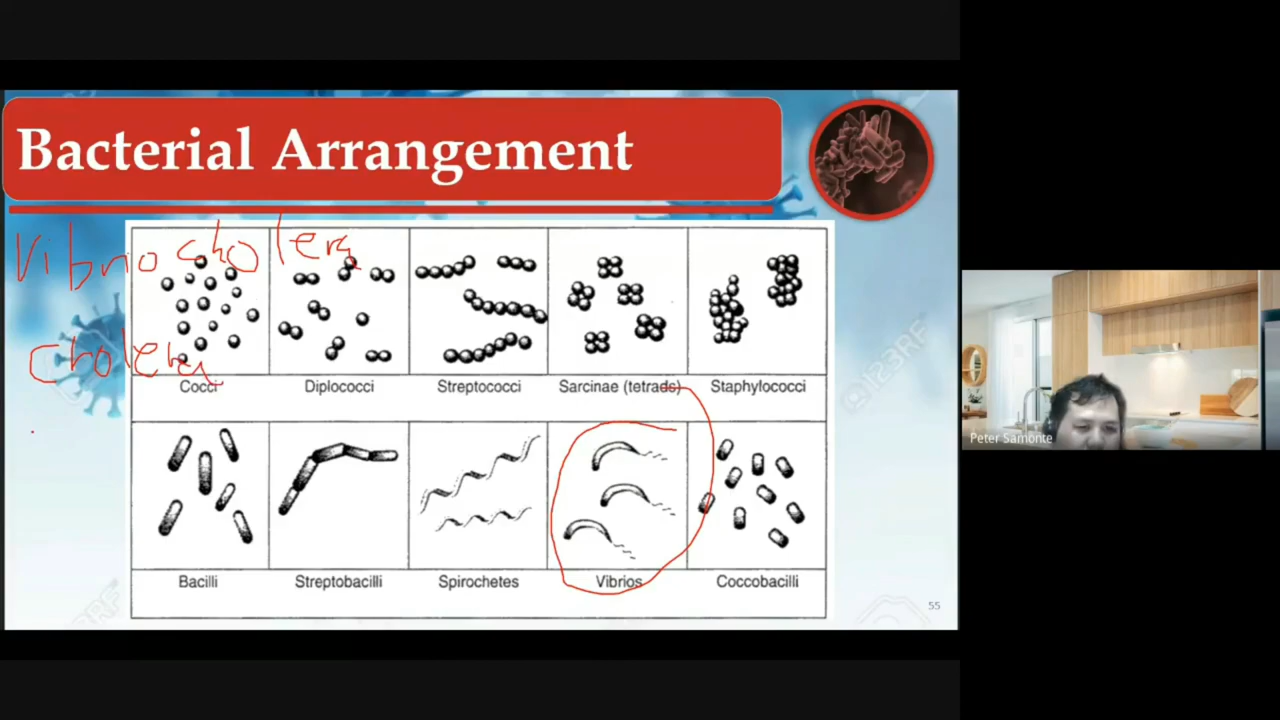 Bacterial Arrangement
Vibrio cholera
cholera
Cocci
Diplococci
Streptococci
Sarcinae (tetrads)
Staphylococci
Bacilli
Streptobacilli
Spirochetes
Vibrios
Coccobacilli
55
123RF
Peter Samonte